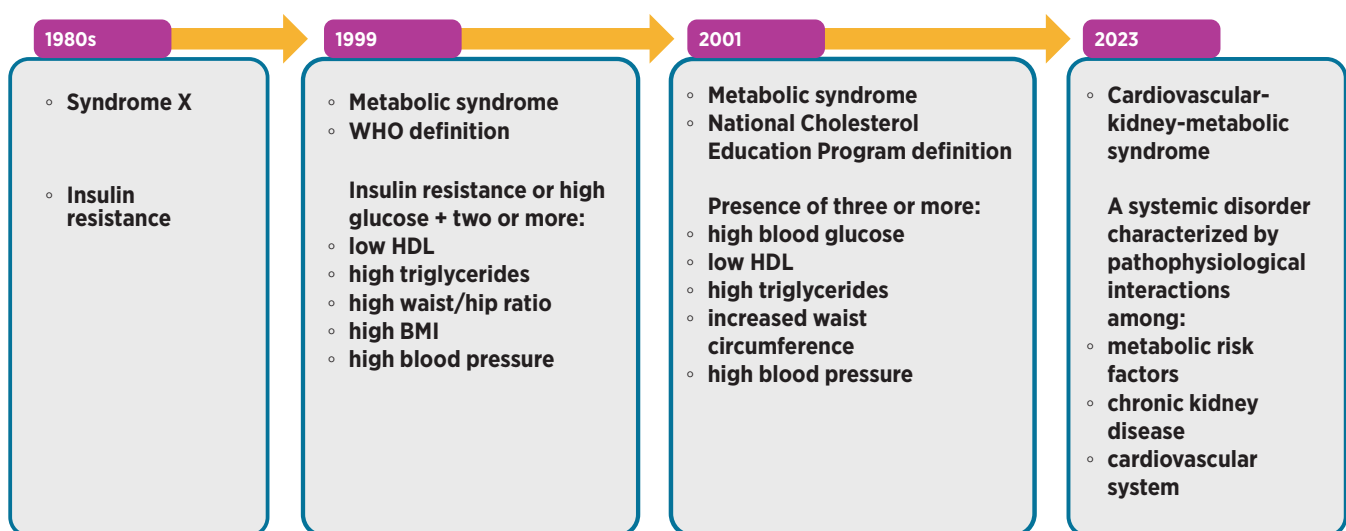 1980s
◦ Syndrome X
◦ Insulin
resistance
1999
◦ Metabolic syndrome
◦ WHO definition
Insulin resistance or high
glucose + two or more:
◦ low HDL
◦ high triglycerides
◦ high waist/hip ratio
◦ high BMI
◦ high blood pressure
2001
◦ Metabolic syndrome
◦ National Cholesterol
Education Program definition
Presence of three or more:
◦ high blood glucose
◦ low HDL
◦ high triglycerides
◦ increased waist
circumference
◦ high blood pressure
2023
◦ Cardiovascular-
kidney-metabolic
syndrome
A systemic disorder
characterized by
pathophysiological
interactions
among:
◦ metabolic risk
factors
◦ chronic kidney
disease
◦ cardiovascular
system